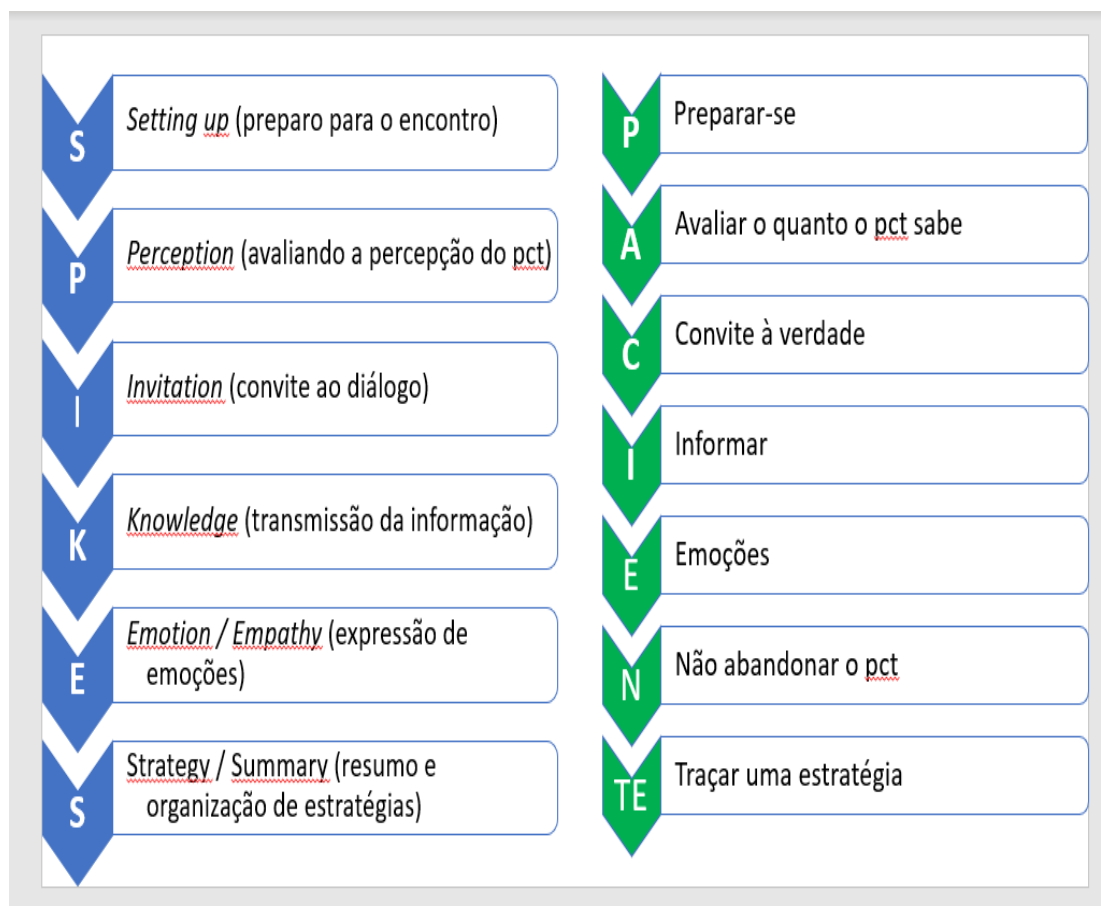 S
Setting up (preparo para o encontro)
P
Perception (avaliando a percepção do pct)
I
Invitation (convite ao diálogo)
K
Knowledge (transmissão da informação)
E
Emotion / Empathy (expressão de
emoções)
S
Strategy / Summary (resumo e
organização de estratégias)
P
Preparar-se
A
Avaliar o quanto o pct sabe
C
Convite à verdade
I
Informar
E
Emoções
N
Não abandonar o pct
TE
Traçar uma estratégia